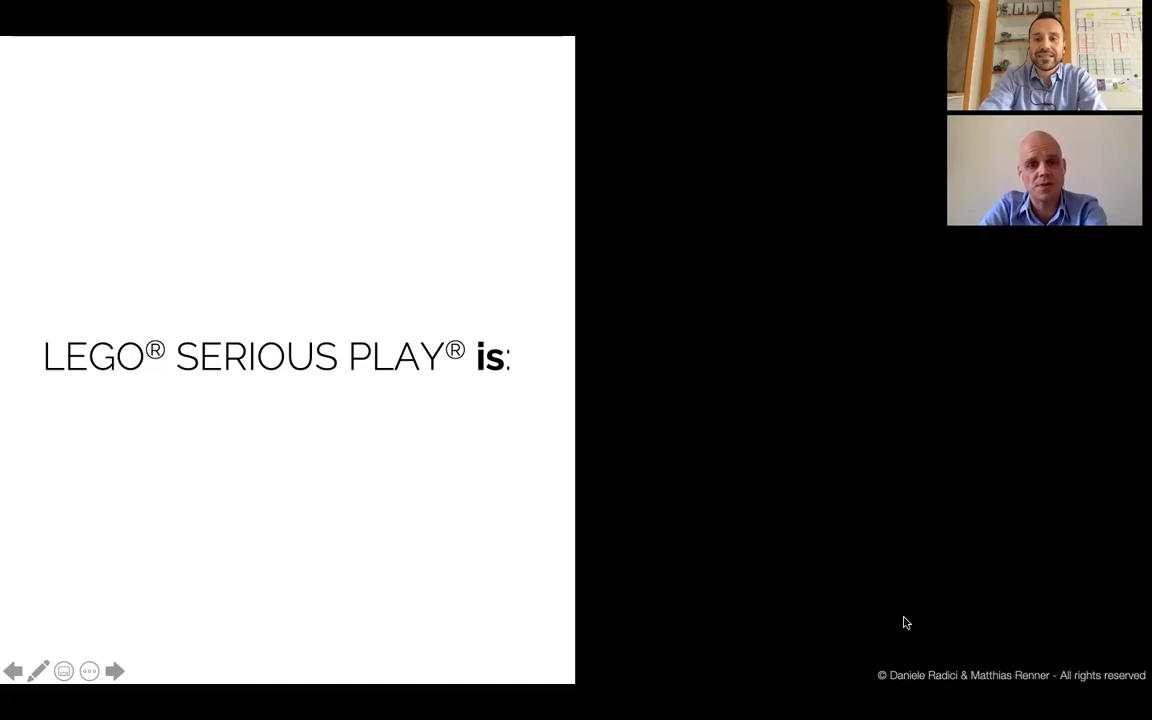 LEGO® SERIOUS PLAY® is:
© Daniele Radici & Matthias Renner - All rights reserved